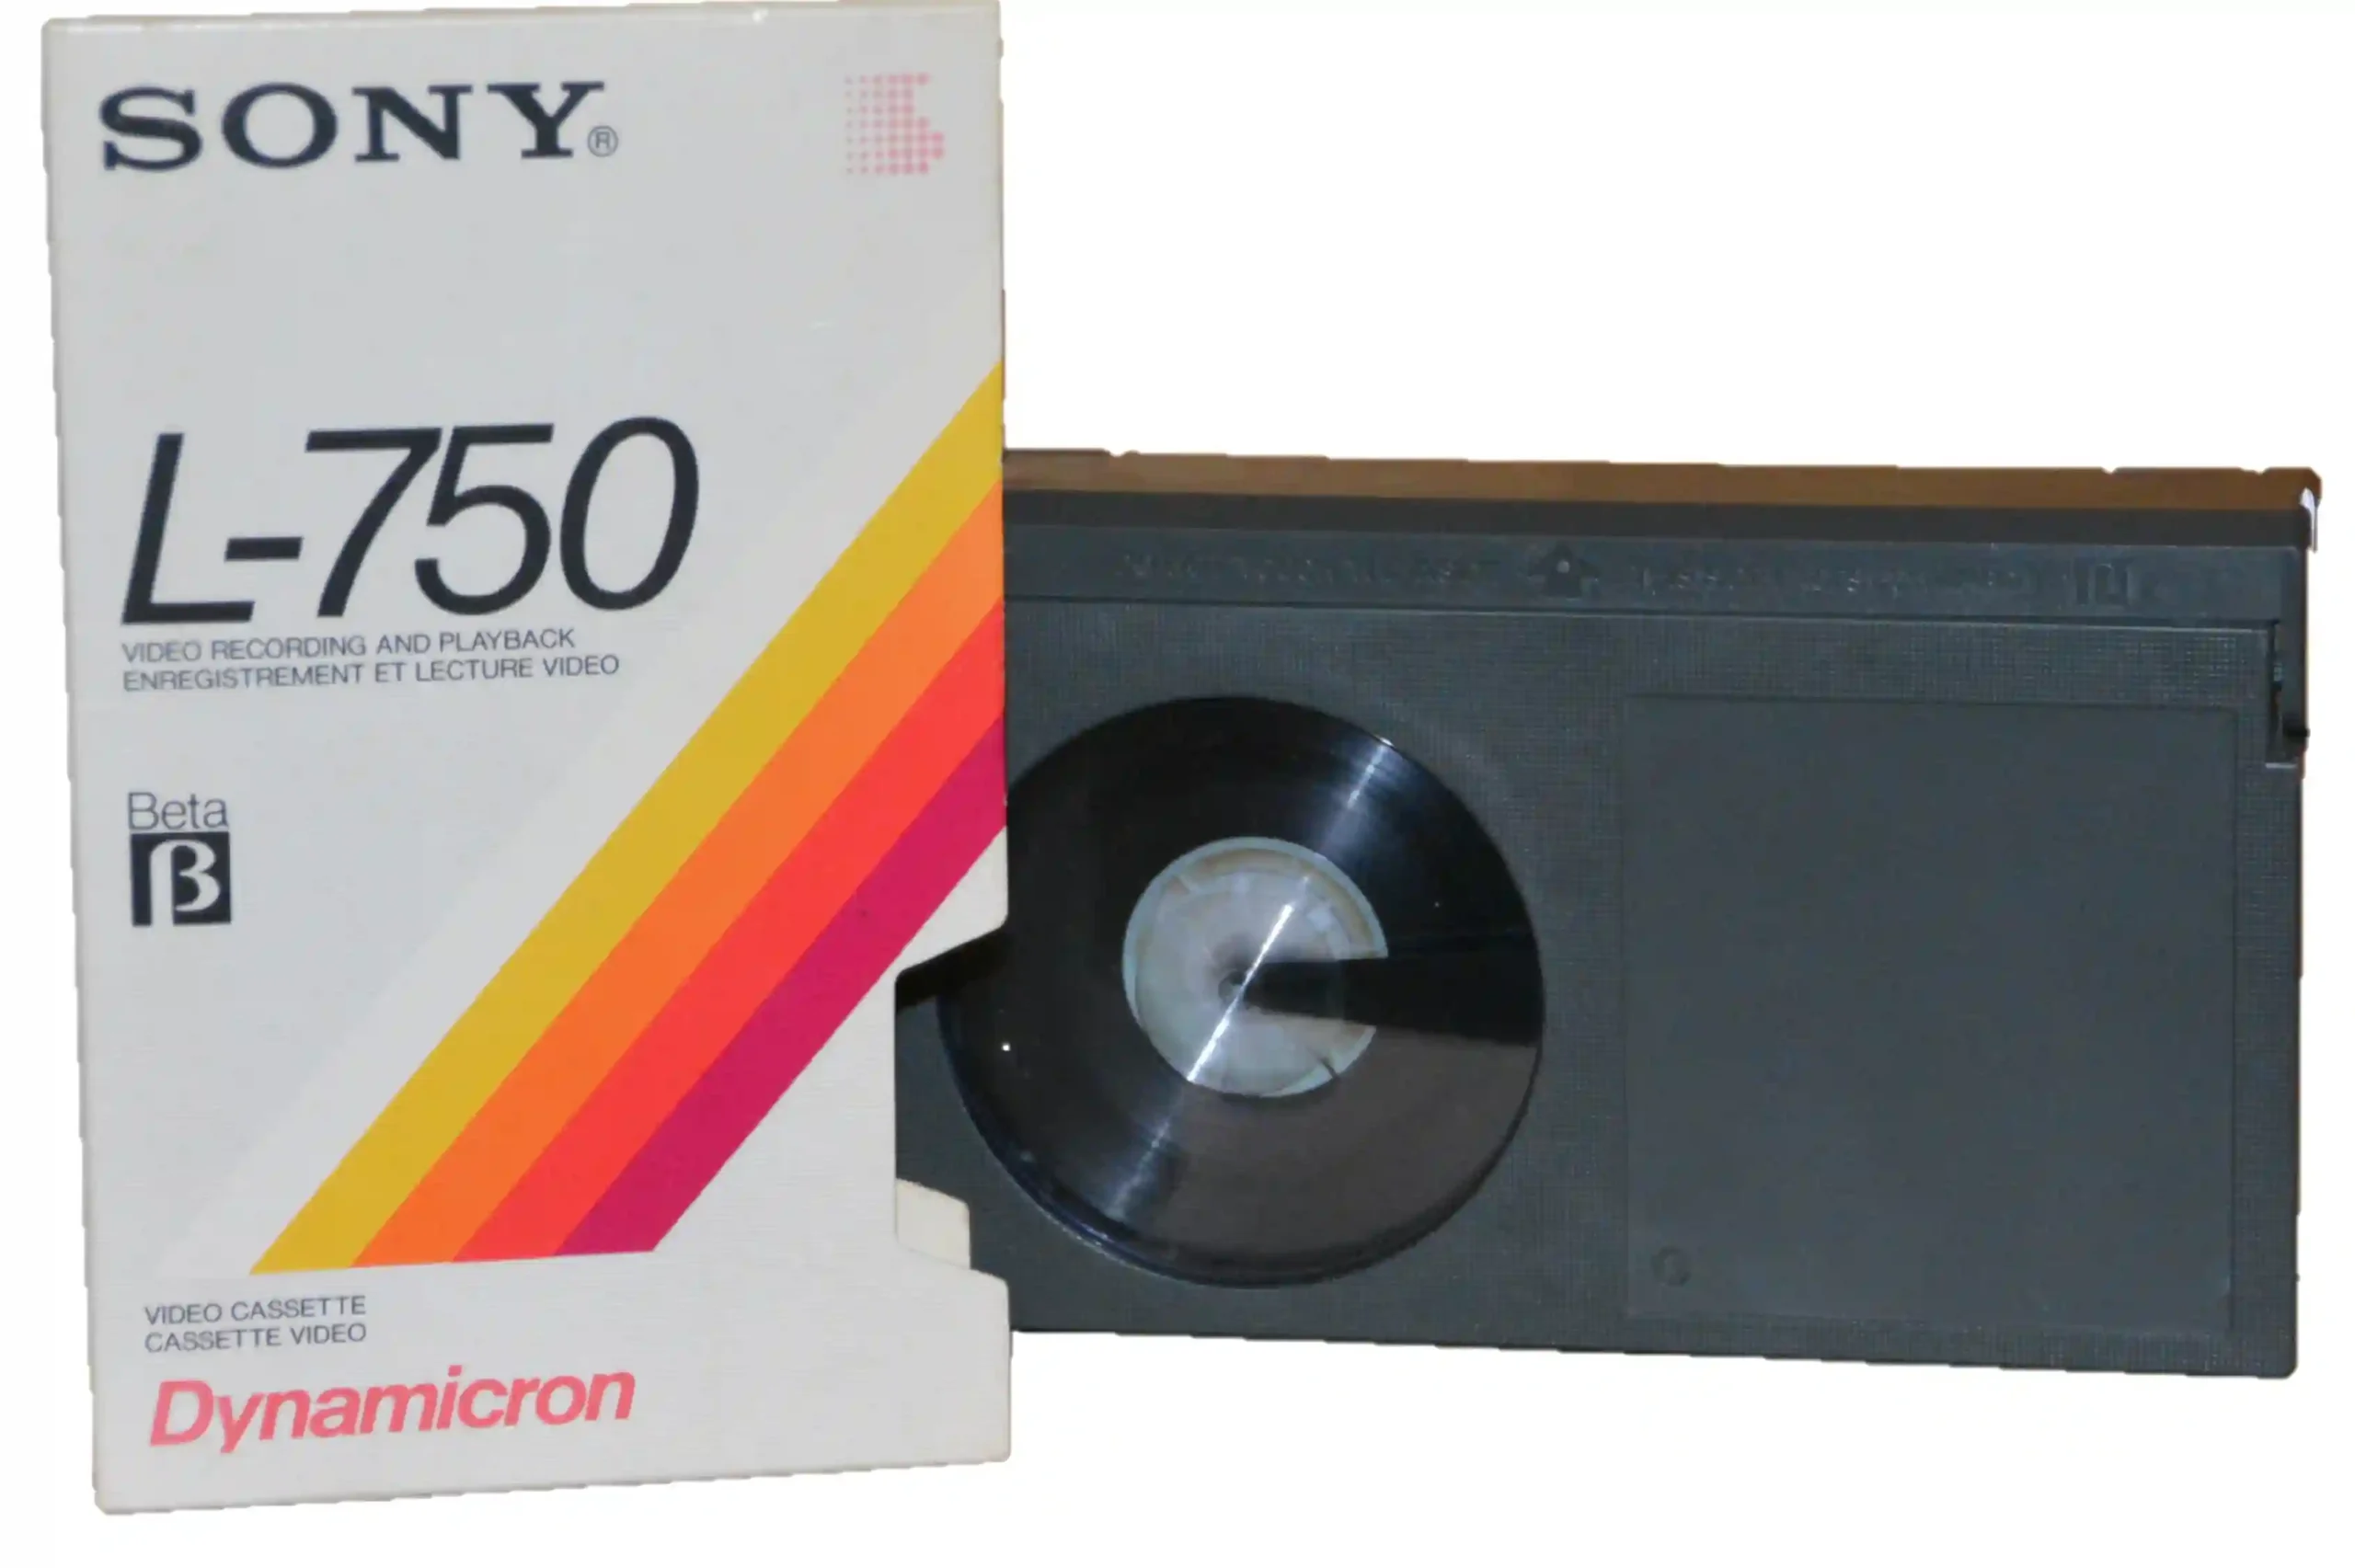 SONY®
L-750
VIDEO RECORDING AND PLAYBACK
ENREGISTREMENT ET LECTURE VIDEO
Beta
β
VIDEO CASSETTE
CASSETTE VIDEO
Dynamicron